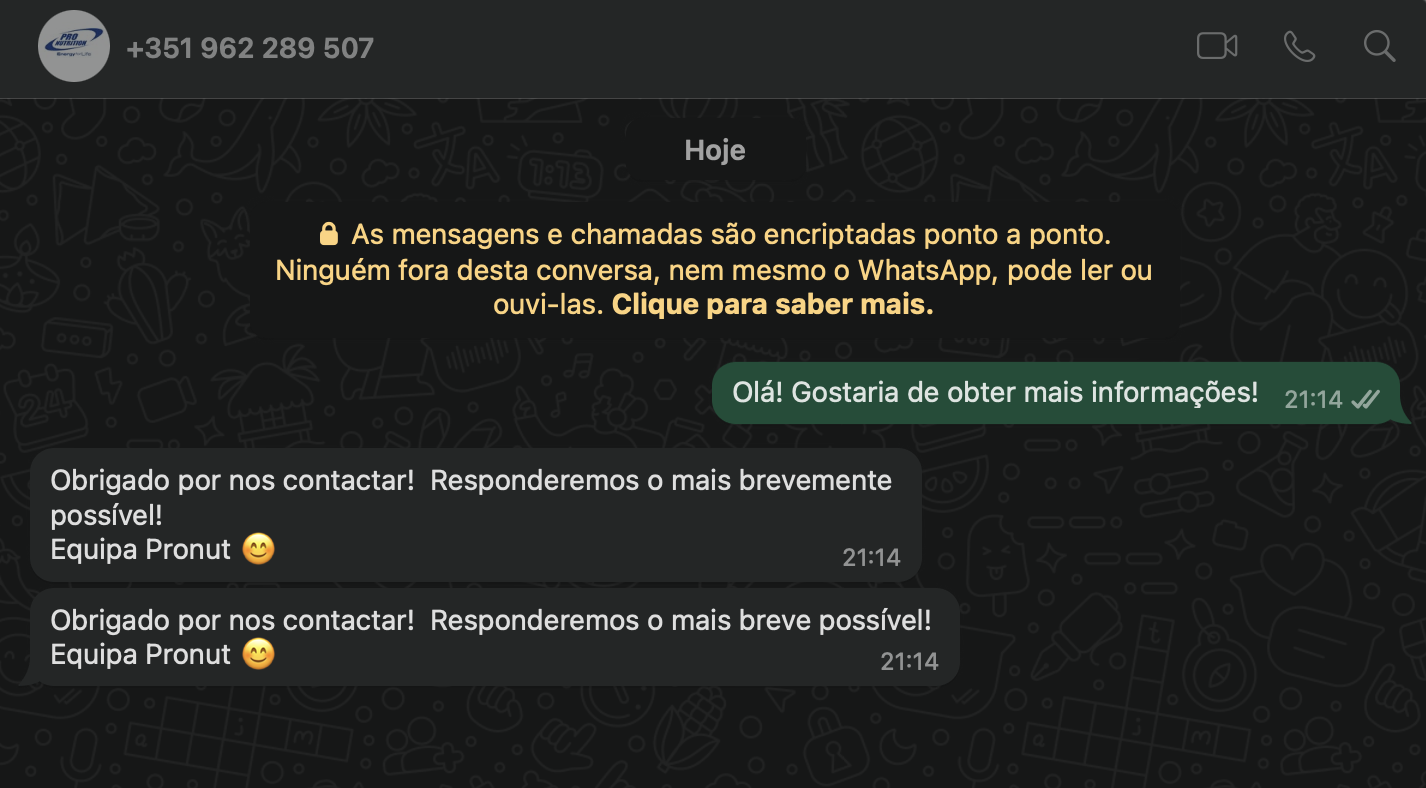 PRO
NUTRITION
+351 962 289 507
Hoje
As mensagens e chamadas são encriptadas ponto a ponto.
Ninguém fora desta conversa, nem mesmo o WhatsApp, pode ler ou
ouvi-las. Clique para saber mais.
Olá! Gostaria de obter mais informações! 21:14
Obrigado por nos contactar!  Responderemos o mais brevemente
possível!
Equipa Pronut 😊
21:14
Obrigado por nos contactar!  Responderemos o mais breve possível!
Equipa Pronut 😊
21:14